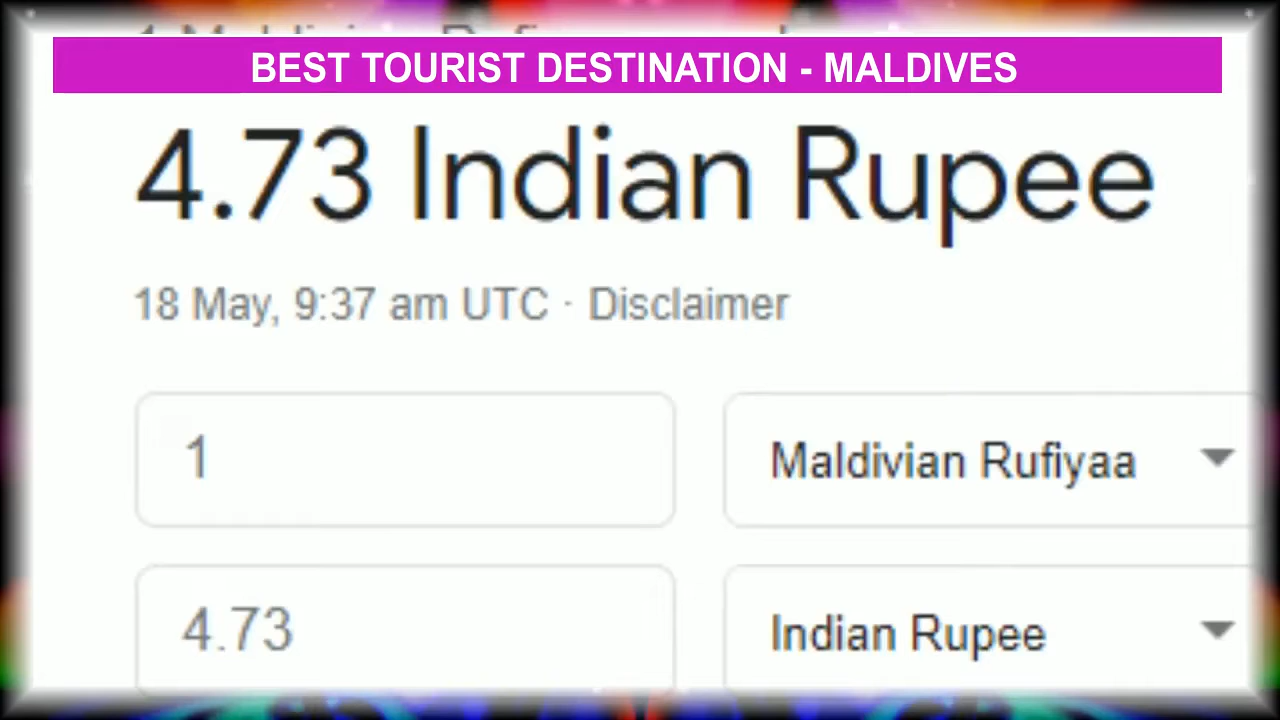 BEST TOURIST DESTINATION - MALDIVES
4.73 Indian Rupee
18 May, 9:37 am UTC · Disclaimer
1
Maldivian Rufiyaa
4.73
Indian Rupee